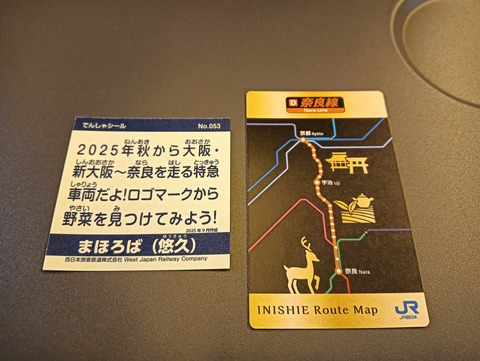 でんしゃシール No.053
2025年秋から大阪・
新大阪～奈良を走る特急
車両だよ!ロゴマークから
野菜を見つけてみよう!
2025年9月作成
まほろば（悠久）
西日本旅客鉄道株式会社 West Japan Railway Company
D 奈良線
Nara Line
京都 Kyoto
宇治 Uji
奈良 Nara
INISHIE Route Map
JR
JR西日本